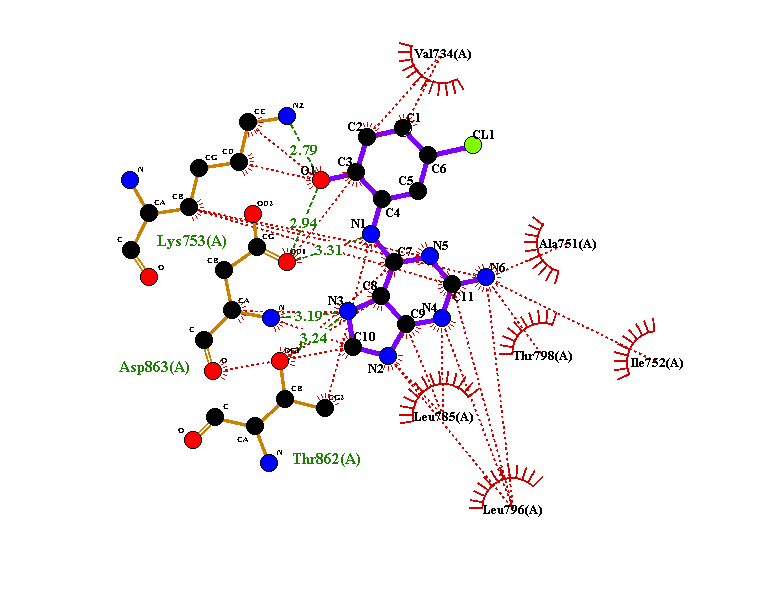 Val734(A)
CE
N2
C1
C2
CL1
2.79
CG
CD
C3
C6
O1
N
C5
CA
CB
OD2
C4
2.94
N1
Lys753(A)
CG
3.31
Ala751(A)
C
OD1
C7
N5
O
CB
N6
C8
C11
N3
CA
N
3.19
N4
C9
C
3.24
C10
OG1
Thr798(A)
Asp863(A)
O
N2
Ile752(A)
CB
CG2
C
Leu785(A)
O
CA
N
Thr862(A)
Leu796(A)